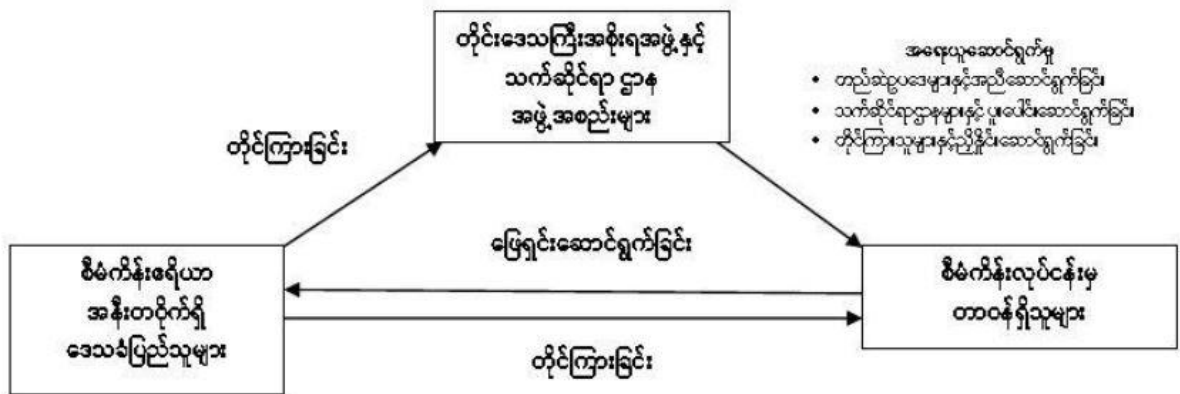 တိုင်းဒေသကြီးအစိုးရအဖွဲ့နှင့်
သက်ဆိုင်ရာ ဌာန
အဖွဲ့အစည်းများ
အရေးယူဆောင်ရွက်မှု
• တည်ဆဲဥပဒေများနှင့်အညီဆောင်ရွက်ခြင်း
• သက်ဆိုင်ရာဌာနများနှင့် ပူးပေါင်းဆောင်ရွက်ခြင်း
• တိုင်ကြားသူများနှင့်ညှိနှိုင်းဆောင်ရွက်ခြင်း
တိုင်ကြားခြင်း
ဖြေရှင်းဆောင်ရွက်ခြင်း
စီမံကိန်းဧရိယာ
အနီးတဝိုက်ရှိ
ဒေသခံပြည်သူများ
စီမံကိန်းလုပ်ငန်းမှ
တာဝန်ရှိသူများ
တိုင်ကြားခြင်း